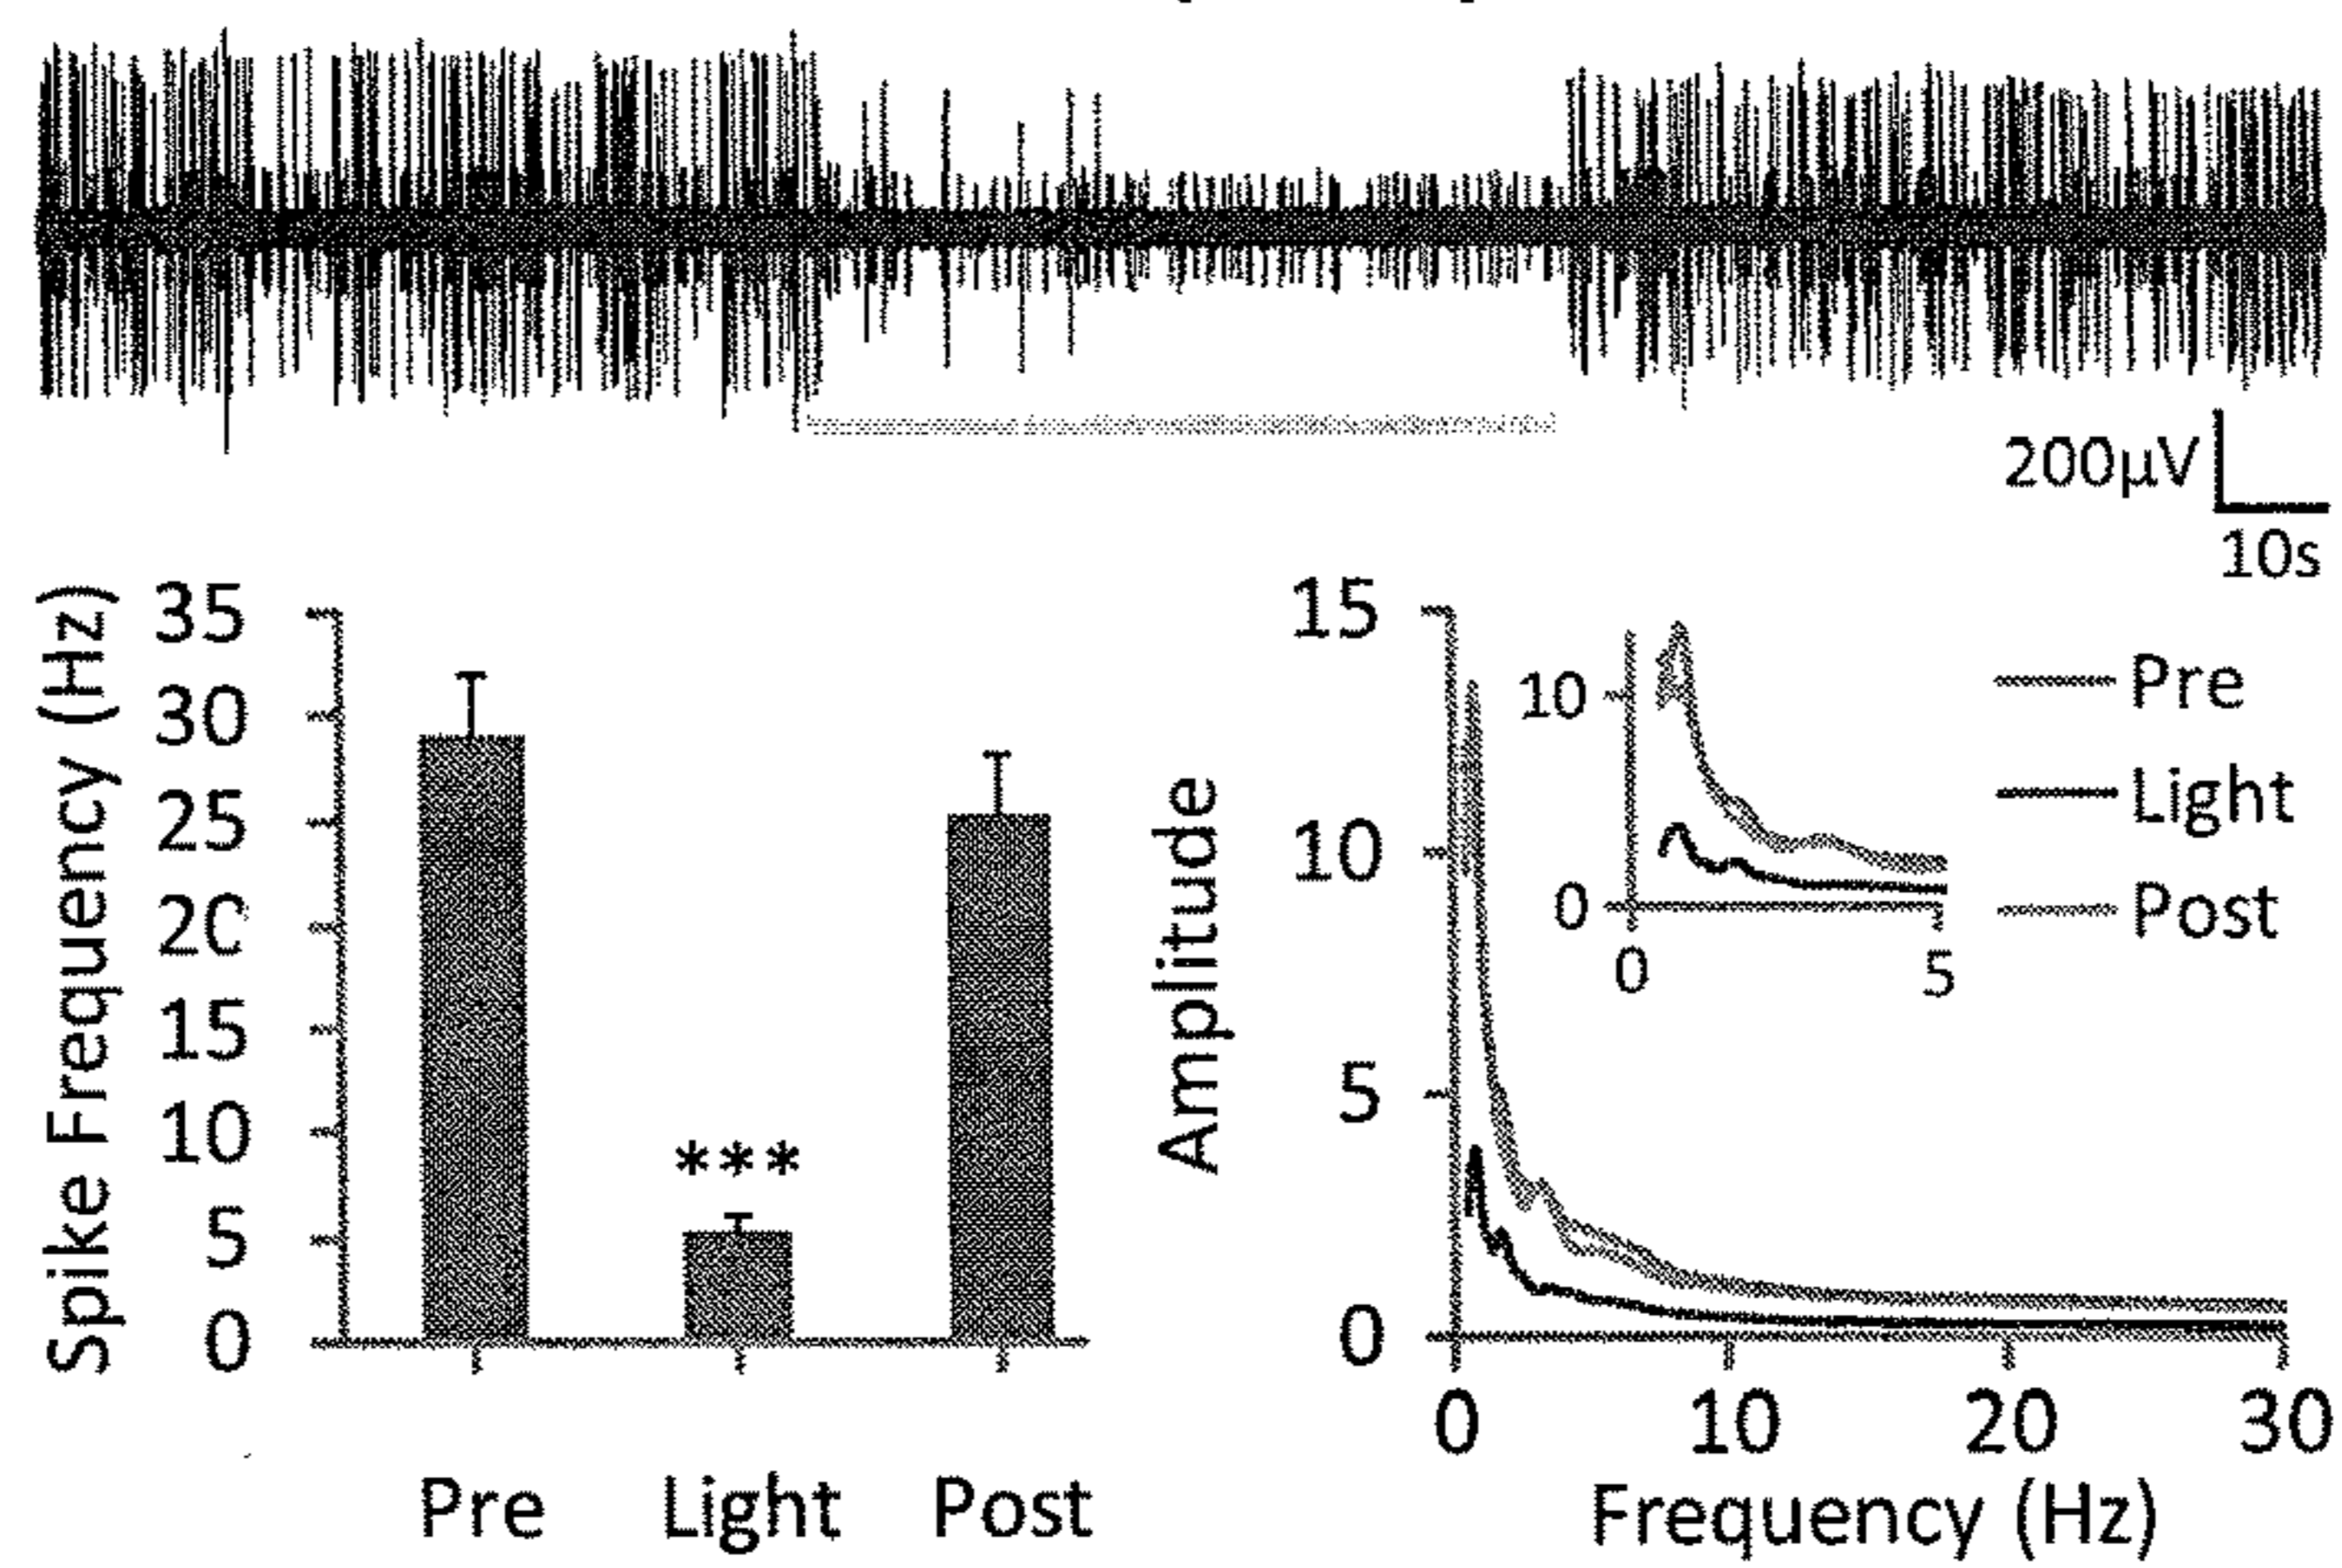 200µV
10s
Spike Frequency (Hz)
35
30
25
20
15
10
5
0
***
Pre Light Post
Amplitude
15
10
5
0
0 10 20 30
Frequency (Hz)
10
0
0 5
Pre
Light
Post